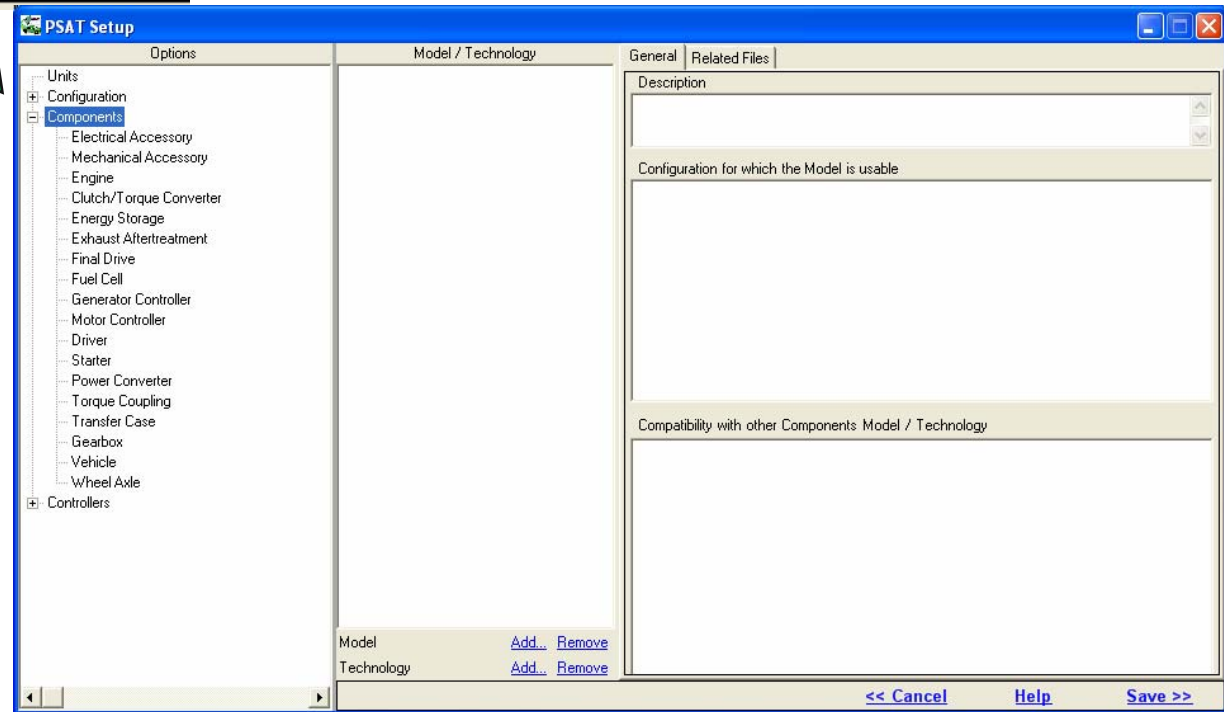 PSAT Setup
Options
Units
Configuration
Components
Electrical Accessory
Mechanical Accessory
Engine
Clutch/Torque Converter
Energy Storage
Exhaust Aftertreatment
Final Drive
Fuel Cell
Generator Controller
Motor Controller
Driver
Starter
Power Converter
Torque Coupling
Transfer Case
Gearbox
Vehicle
Wheel Axle
Controllers
Model / Technology
Model Add... Remove
Technology Add... Remove
General Related Files
Description
Configuration for which the Model is usable
Compatibility with other Components Model / Technology
<< Cancel Help Save >>